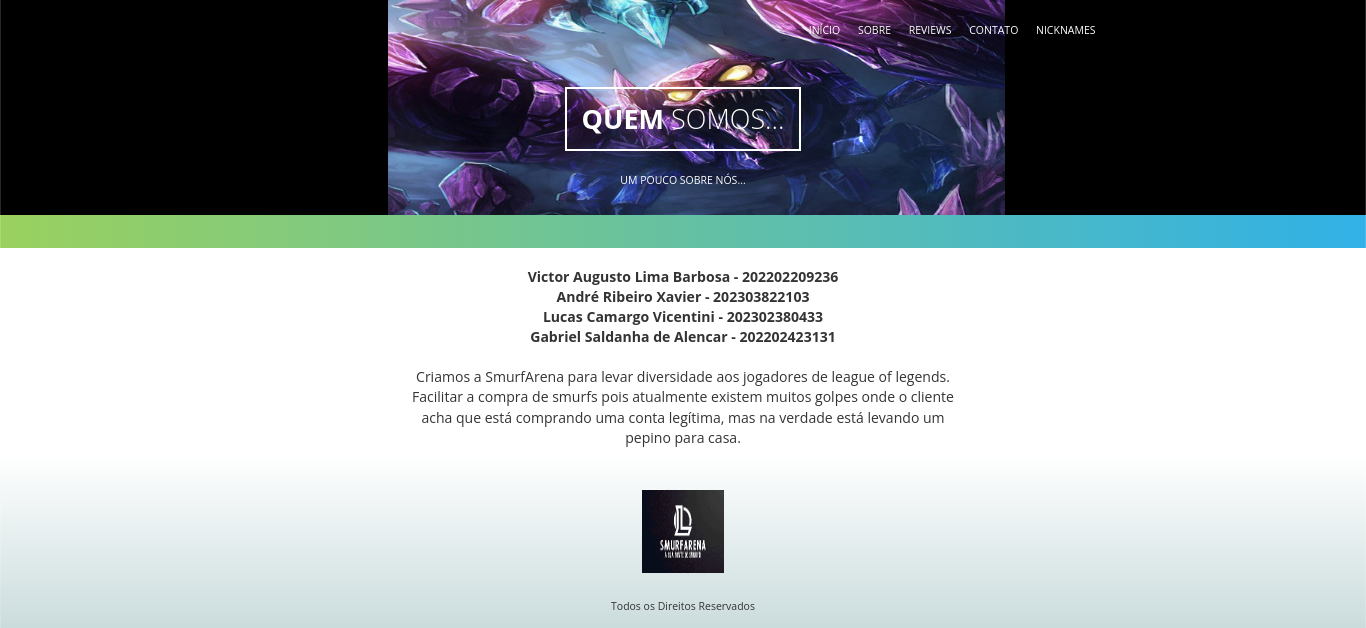 INÍCIO SOBRE REVIEWS CONTATO NICKNAMES
QUEM SOMOS...
UM POUCO SOBRE NÓS...
Victor Augusto Lima Barbosa - 202202209236
André Ribeiro Xavier - 202303822103
Lucas Camargo Vicentini - 202302380433
Gabriel Saldanha de Alencar - 202202423131
Criamos a SmurfArena para levar diversidade aos jogadores de league of legends.
Facilitar a compra de smurfs pois atualmente existem muitos golpes onde o cliente
acha que está comprando uma conta legítima, mas na verdade está levando um
pepino para casa.
SMURFARENA
Todos os Direitos Reservados